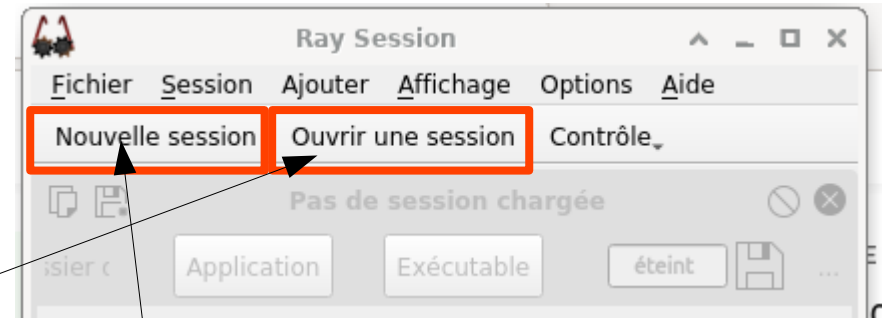 Ray Session
Fichier Session Ajouter Affichage Options Aide
Nouvelle session Ouvrir une session Contrôle
Pas de session chargée
Application Exécutable éteint ...